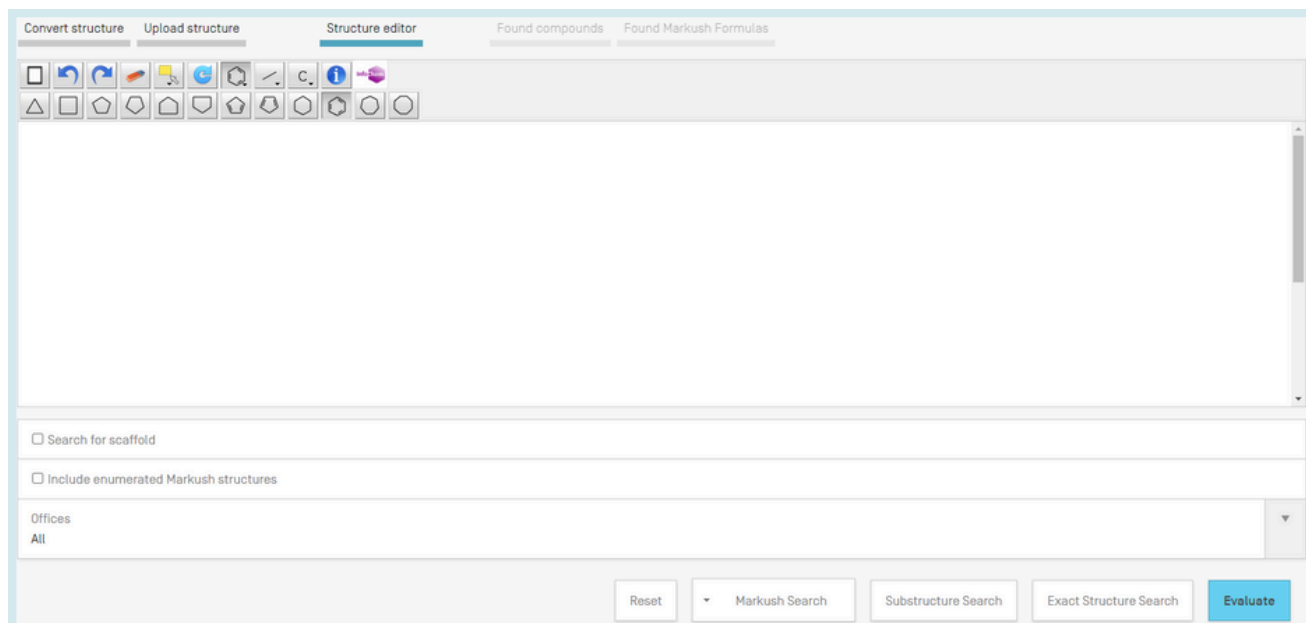 Convert structure Upload structure Structure editor Found compounds Found Markush Formulas
C
i
Search for scaffold
Include enumerated Markush structures
Offices
All
Reset Markush Search Substructure Search Exact Structure Search Evaluate